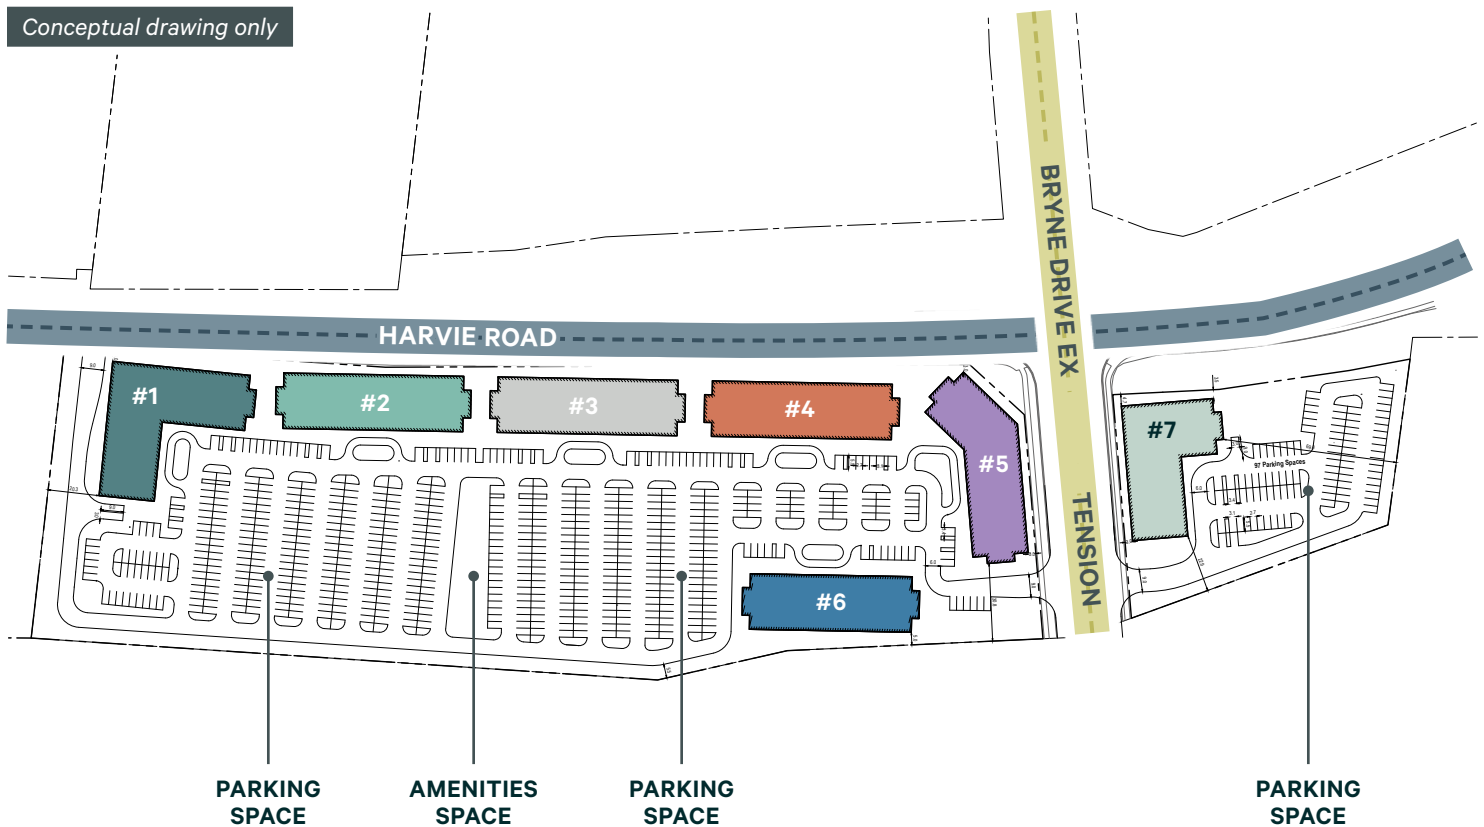 Conceptual drawing only
BRYNE DRIVE EX
TENSION
HARVIE ROAD
#1
#2
#3
#4
#5
#6
#7
97 Parking Spaces
PARKING
SPACE
AMENITIES
SPACE
PARKING
SPACE
PARKING
SPACE